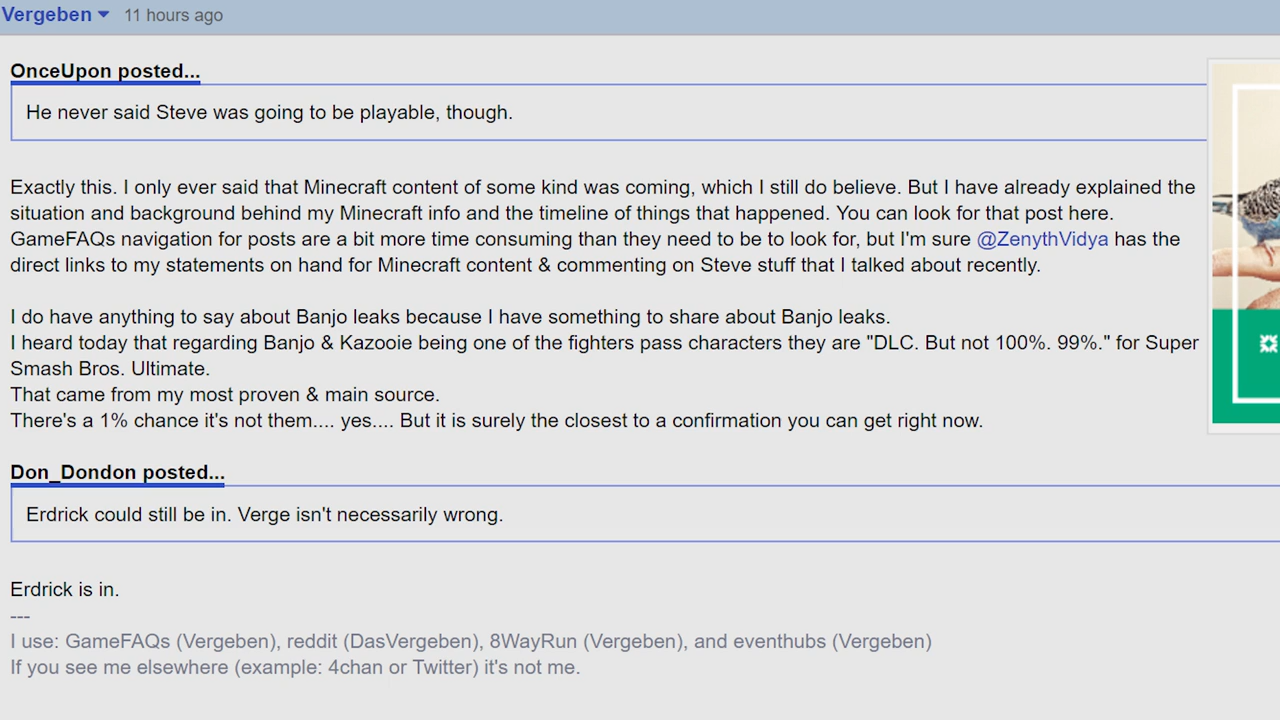 Vergeben 11 hours ago
OnceUpon posted...
He never said Steve was going to be playable, though.
Exactly this. I only ever said that Minecraft content of some kind was coming, which I still do believe. But I have already explained the
situation and background behind my Minecraft info and the timeline of things that happened. You can look for that post here.
GameFAQs navigation for posts are a bit more time consuming than they need to be to look for, but I'm sure @ZenythVidya has the
direct links to my statements on hand for Minecraft content & commenting on Steve stuff that I talked about recently.
I do have anything to say about Banjo leaks because I have something to share about Banjo leaks.
I heard today that regarding Banjo & Kazooie being one of the fighters pass characters they are "DLC. But not 100%. 99%." for Super
Smash Bros. Ultimate.
That came from my most proven & main source.
There's a 1% chance it's not them.... yes.... But it is surely the closest to a confirmation you can get right now.
Don_Dondon posted...
Erdrick could still be in. Verge isn't necessarily wrong.
Erdrick is in.
---
I use: GameFAQs (Vergeben), reddit (DasVergeben), 8WayRun (Vergeben), and eventhubs (Vergeben)
If you see me elsewhere (example: 4chan or Twitter) it's not me.